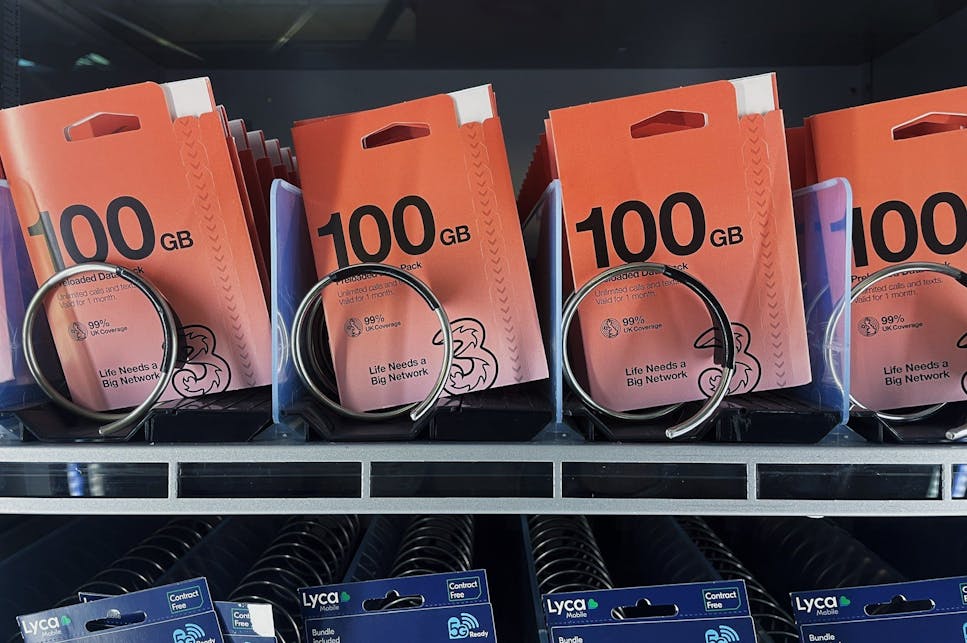 100 GB
Preloaded Data Pack
Unlimited calls and texts.
Valid for 1 month.
99%
UK Coverage
Life Needs a
Big Network
3
100 GB
Preloaded Data Pack
Unlimited calls and texts.
Valid for 1 month.
99%
UK Coverage
Life Needs a
Big Network
3
100 GB
Preloaded Data Pack
Unlimited calls and texts.
Valid for 1 month.
99%
UK Coverage
Life Needs a
Big Network
3
100
Preloaded Data
Unlimited calls and texts.
Valid for 1 month.
99%
UK Coverage
Life Needs a
Big Network
Lyca
Mobile
Contract
Free
5G
Lyca
Mobile
Contract
Free
Bundle
included
5G Ready
Lyca
Mobile
Contract
Free
Bundle
Lyca
Mobile
Bundle